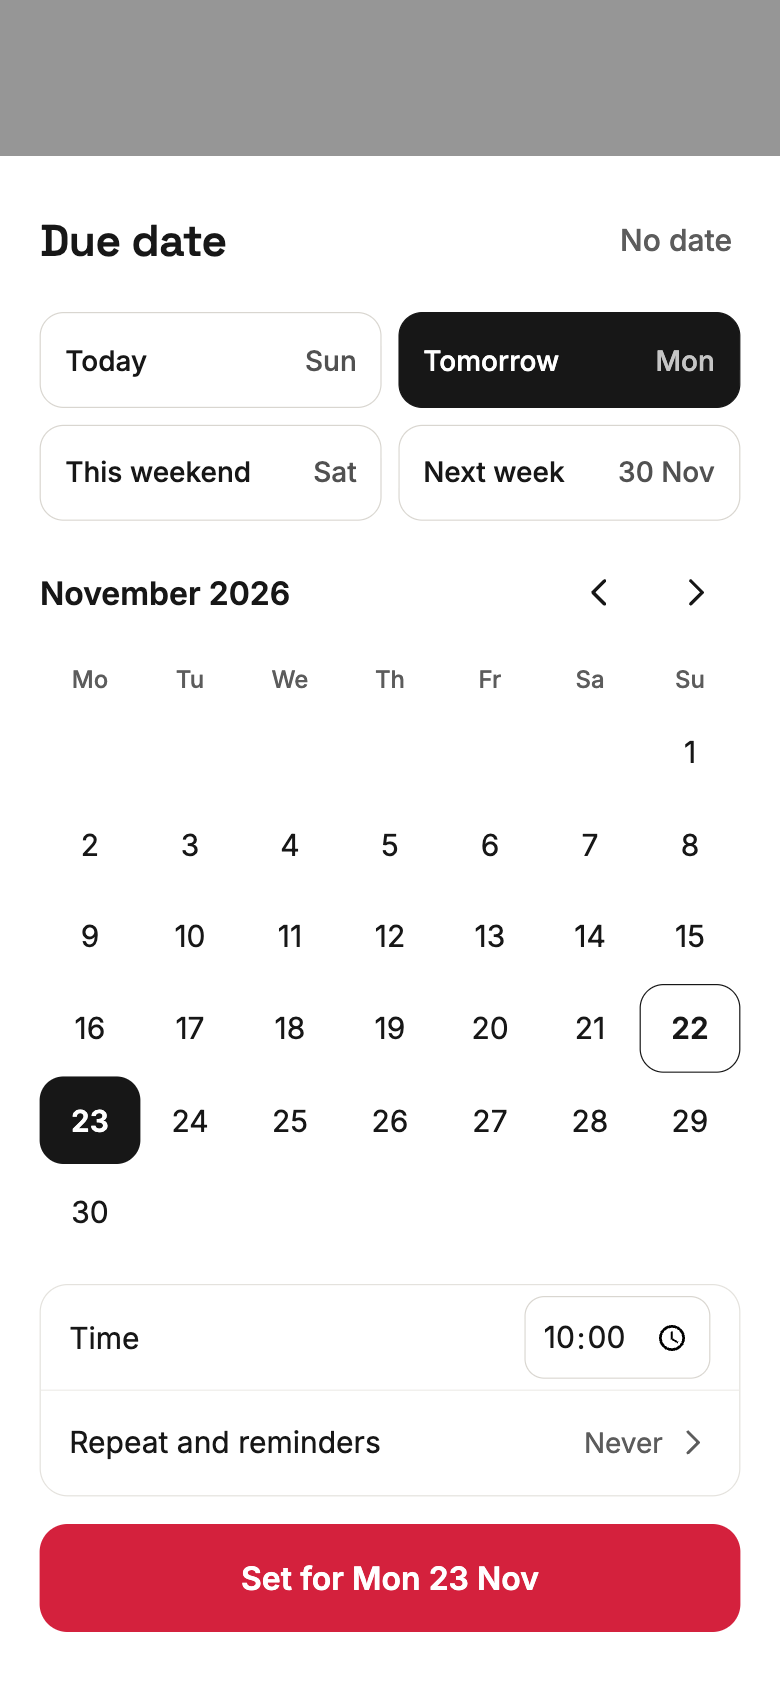 Due date No date
Today Sun Tomorrow Mon
This weekend Sat Next week 30 Nov
November 2026
Mo Tu We Th Fr Sa Su
1
2 3 4 5 6 7 8
9 10 11 12 13 14 15
16 17 18 19 20 21 22
23 24 25 26 27 28 29
30
Time 10:00
Repeat and reminders Never
Set for Mon 23 Nov